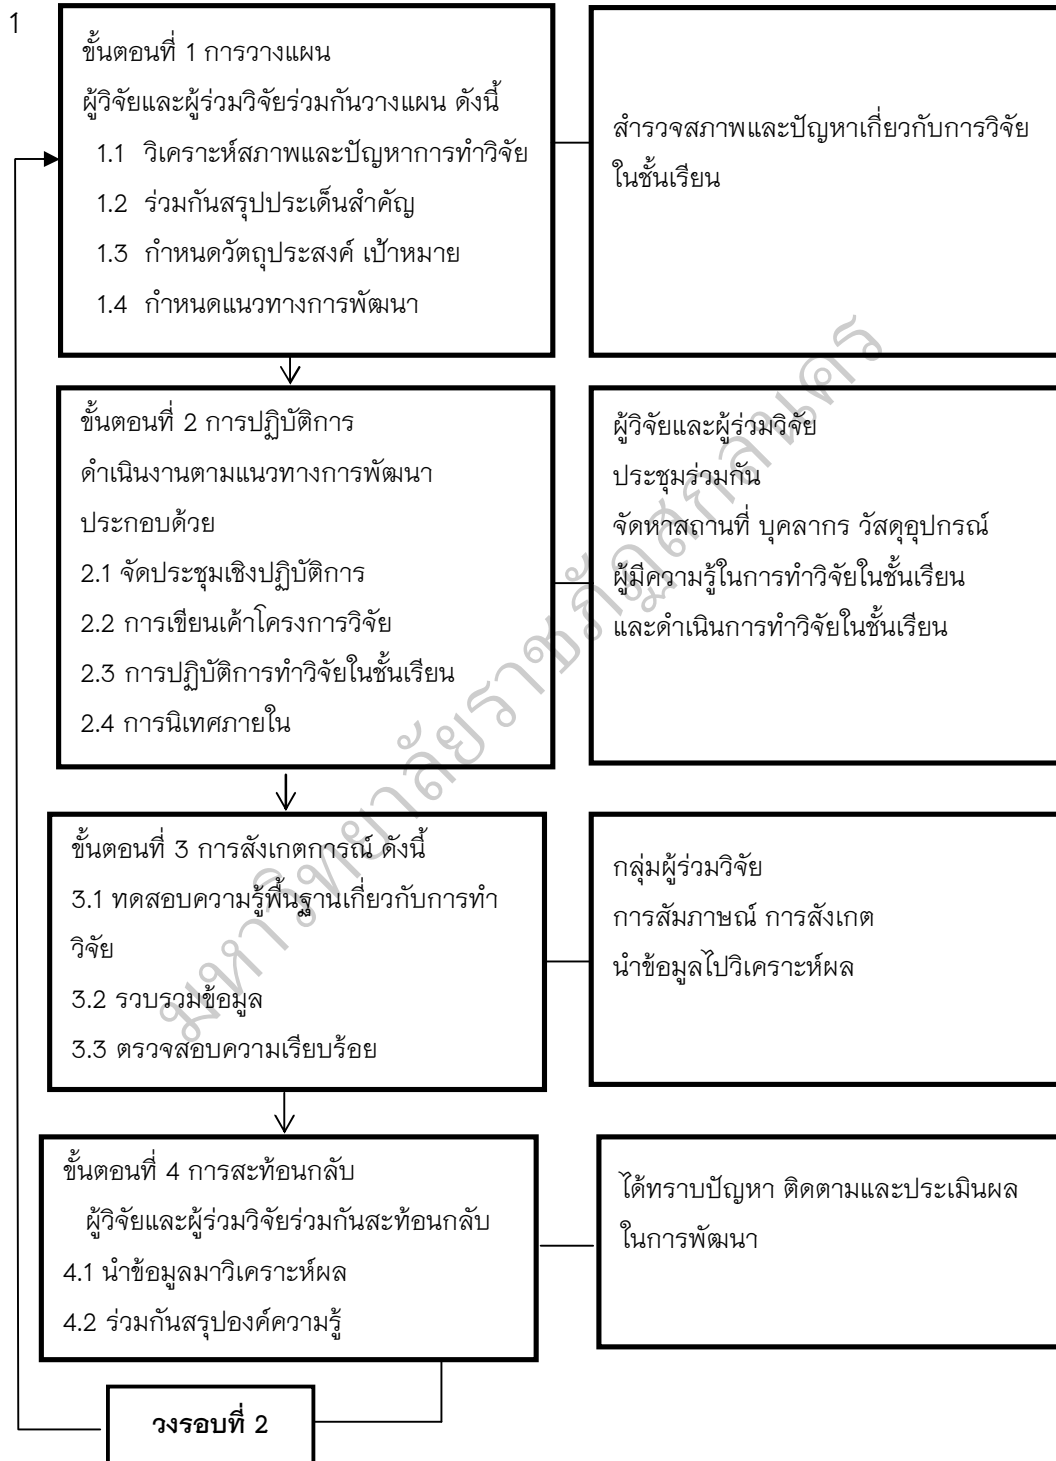 1
ขั้นตอนที่ 1 การวางแผน
ผู้วิจัยและผู้ร่วมวิจัยร่วมกันวางแผน ดังนี้
1.1 วิเคราะห์สภาพและปัญหาการทำวิจัย
1.2 ร่วมกันสรุปประเด็นสำคัญ
1.3 กำหนดวัตถุประสงค์ เป้าหมาย
1.4 กำหนดแนวทางการพัฒนา
สำรวจสภาพและปัญหาเกี่ยวกับการวิจัย
ในชั้นเรียน
ขั้นตอนที่ 2 การปฏิบัติการ
ดำเนินงานตามแนวทางการพัฒนา
ประกอบด้วย
2.1 จัดประชุมเชิงปฏิบัติการ
2.2 การเขียนเค้าโครงการวิจัย
2.3 การปฏิบัติการทำวิจัยในชั้นเรียน
2.4 การนิเทศภายใน
ผู้วิจัยและผู้ร่วมวิจัย
ประชุมร่วมกัน
จัดหาสถานที่ บุคลากร วัสดุอุปกรณ์
ผู้มีความรู้ในการทำวิจัยในชั้นเรียน
และดำเนินการทำวิจัยในชั้นเรียน
ขั้นตอนที่ 3 การสังเกตการณ์ ดังนี้
3.1 ทดสอบความรู้พื้นฐานเกี่ยวกับการทำ
วิจัย
3.2 รวบรวมข้อมูล
3.3 ตรวจสอบความเรียบร้อย
กลุ่มผู้ร่วมวิจัย
การสัมภาษณ์ การสังเกต
นำข้อมูลไปวิเคราะห์ผล
ขั้นตอนที่ 4 การสะท้อนกลับ
ผู้วิจัยและผู้ร่วมวิจัยร่วมกันสะท้อนกลับ
4.1 นำข้อมูลมาวิเคราะห์ผล
4.2 ร่วมกันสรุปองค์ความรู้
ได้ทราบปัญหา ติดตามและประเมินผล
ในการพัฒนา
วงรอบที่ 2
มหาวิทยาลัยราชภัฏสกลนคร